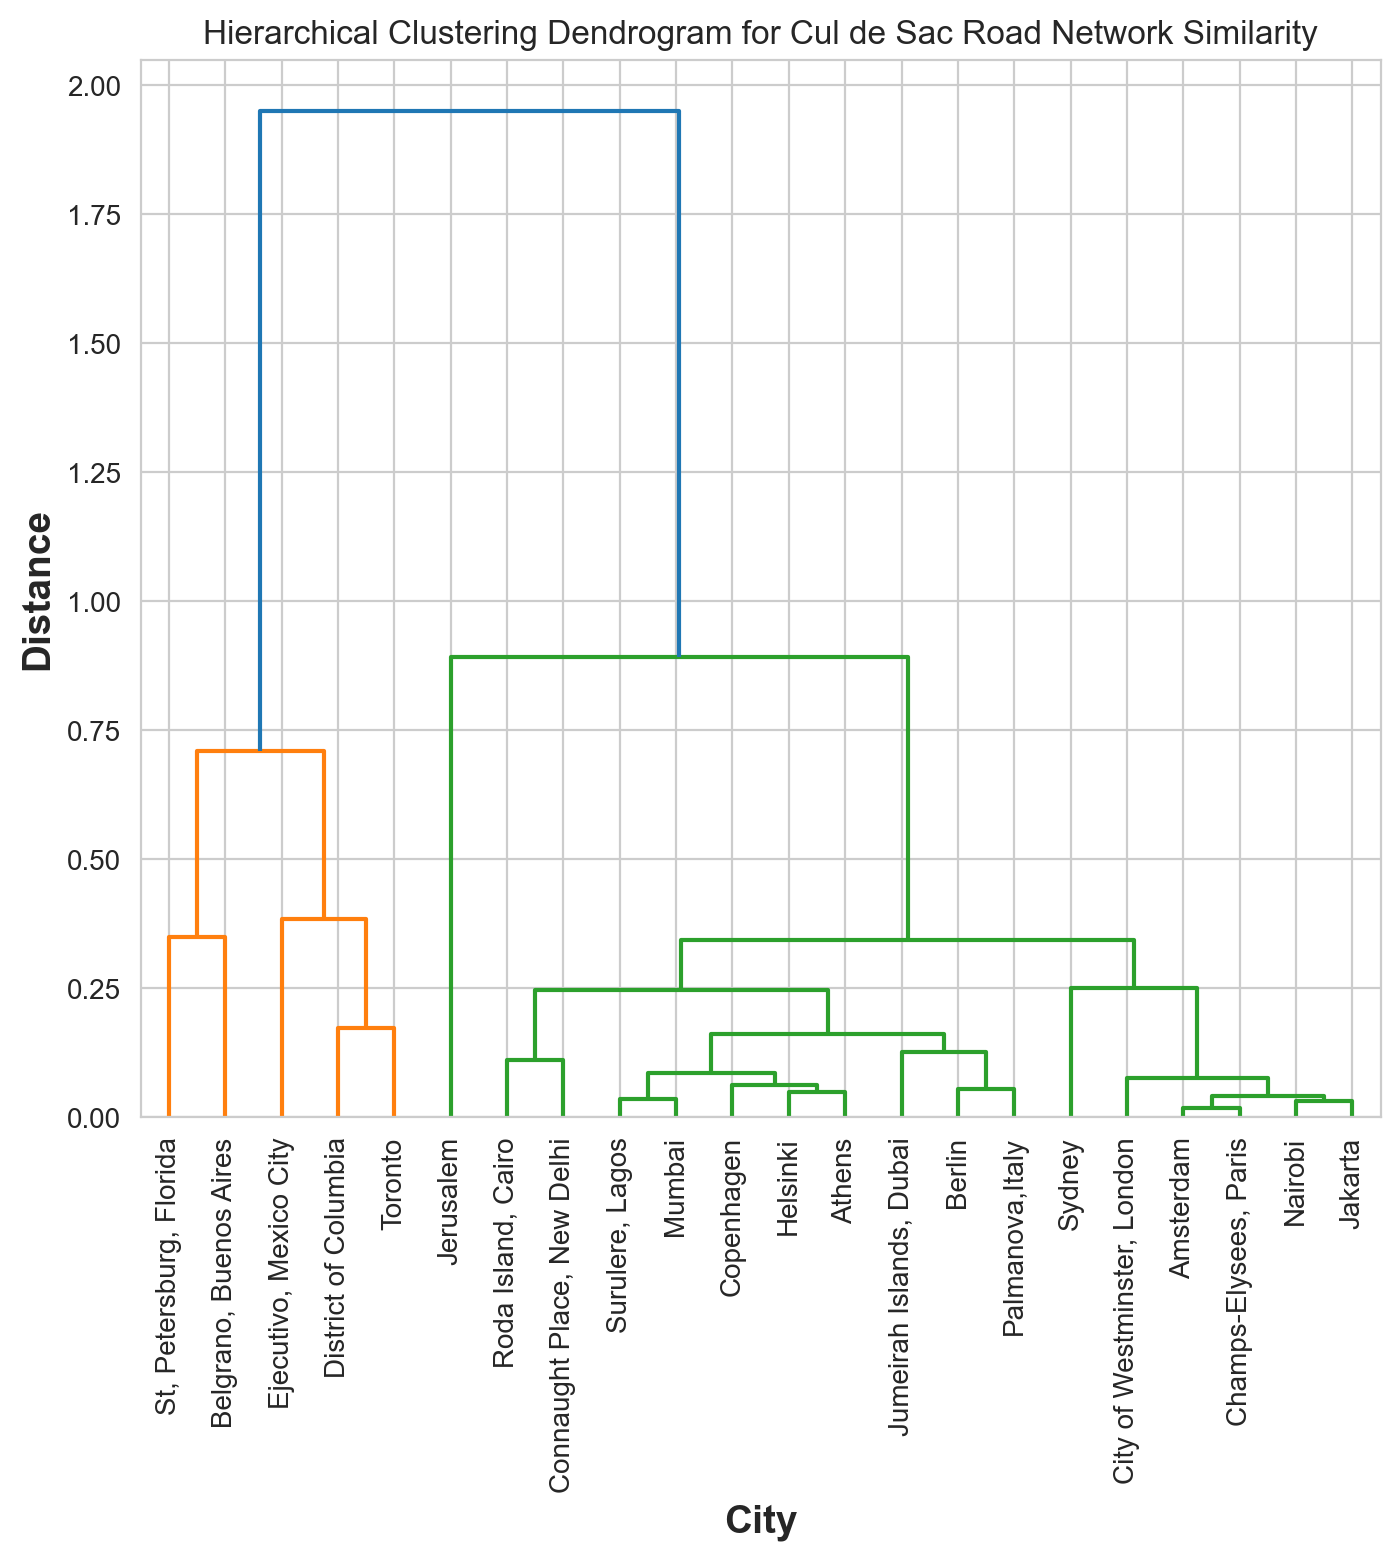 Hierarchical Clustering Dendrogram for Cul de Sac Road Network Similarity
2.00
1.75
1.50
1.25
1.00
0.75
0.50
0.25
0.00
Distance
St, Petersburg, Florida
Belgrano, Buenos Aires
Ejecutivo, Mexico City
District of Columbia
Toronto
Jerusalem
Roda Island, Cairo
Connaught Place, New Delhi
Surulere, Lagos
Mumbai
Copenhagen
Helsinki
Athens
Jumeirah Islands, Dubai
Berlin
Palmanova,Italy
Sydney
City of Westminster, London
Amsterdam
Champs-Elysees, Paris
Nairobi
Jakarta
City